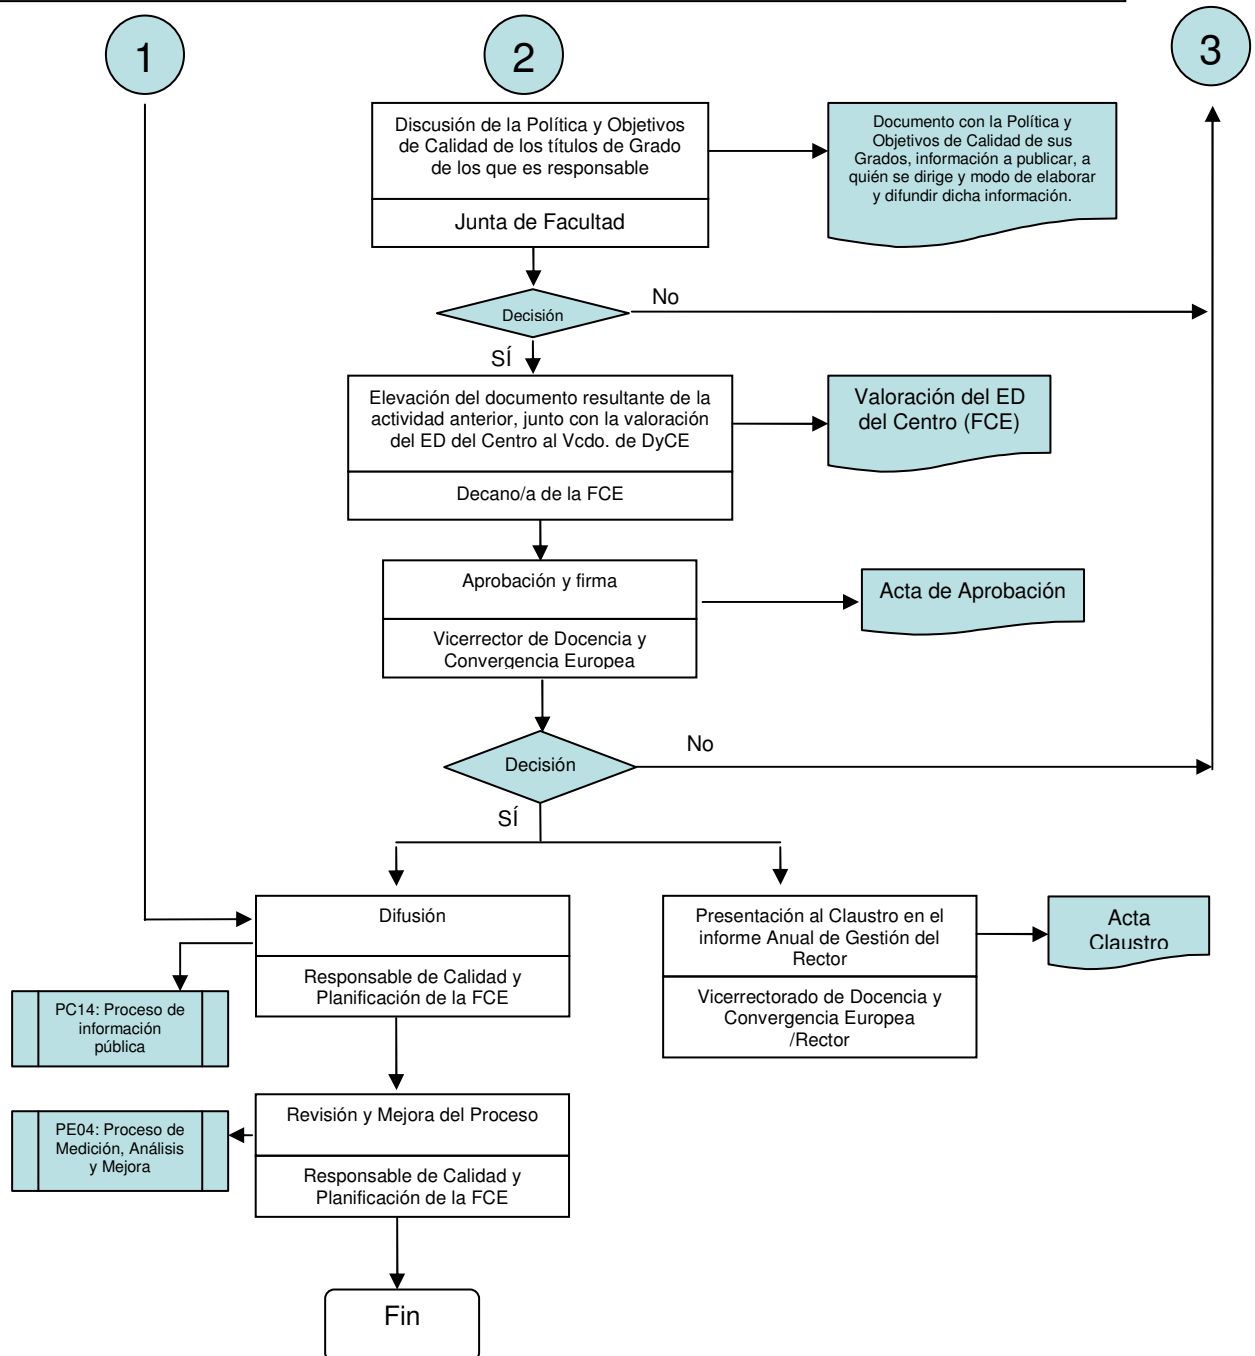 1
2
3
Discusión de la Política y Objetivos
de Calidad de los títulos de Grado
de los que es responsable
Junta de Facultad
Documento con la Política y
Objetivos de Calidad de sus
Grados, información a publicar, a
quién se dirige y modo de elaborar
y difundir dicha información.
Decisión
No
SÍ
Elevación del documento resultante de la
actividad anterior, junto con la valoración
del ED del Centro al Vcdo. de DyCE
Decano/a de la FCE
Valoración del ED
del Centro (FCE)
Aprobación y firma
Vicerrector de Docencia y
Convergencia Europea
Acta de Aprobación
Decisión
No
SÍ
Difusión
Responsable de Calidad y
Planificación de la FCE
Presentación al Claustro en el
informe Anual de Gestión del
Rector
Vicerrectorado de Docencia y
Convergencia Europea
/Rector
Acta
Claustro
PC14: Proceso de
información
pública
Revisión y Mejora del Proceso
Responsable de Calidad y
Planificación de la FCE
PE04: Proceso de
Medición, Análisis
y Mejora
Fin